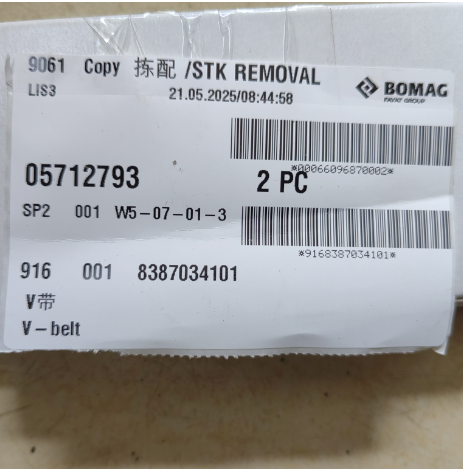 9061 Copy 拣配 /STK REMOVAL
LIS3 21.05.2025/08:44:58
BOMAG
FAYAT GROUP
*00066096870002*
05712793 2 PC
SP2 001 W5-07-01-3
*9168387034101*
916 001 8387034101
V带
V-belt